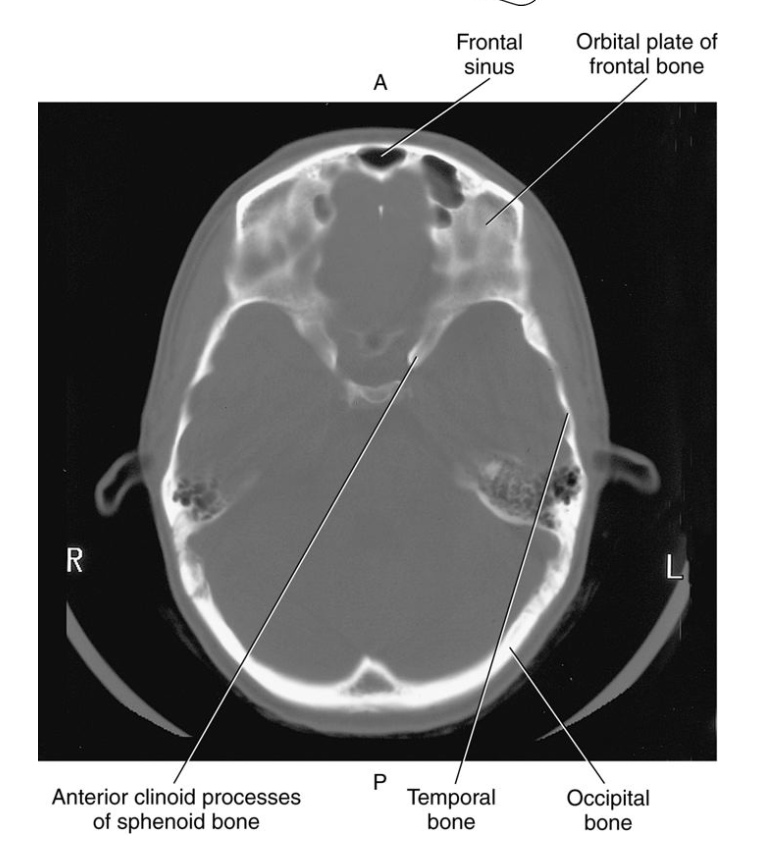 Frontal
sinus
Orbital plate of
frontal bone
A
R
L
P
Anterior clinoid processes
of sphenoid bone
Temporal
bone
Occipital
bone